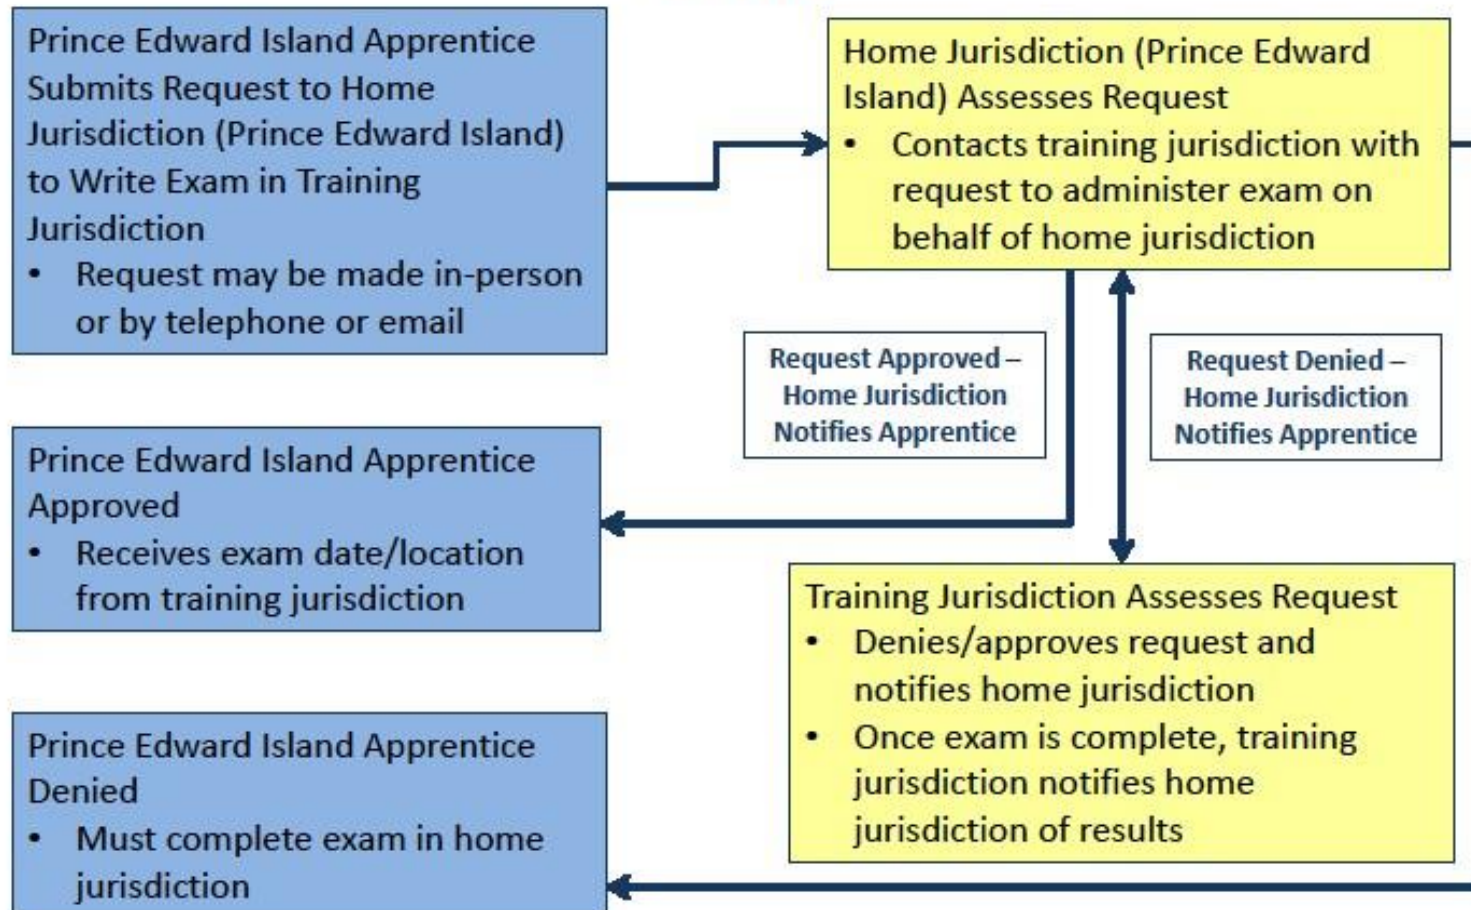 Prince Edward Island Apprentice
Submits Request to Home
Jurisdiction (Prince Edward Island)
to Write Exam in Training
Jurisdiction
• Request may be made in-person
or by telephone or email
Home Jurisdiction (Prince Edward
Island) Assesses Request
• Contacts training jurisdiction with
request to administer exam on
behalf of home jurisdiction
Request Approved –
Home Jurisdiction
Notifies Apprentice
Request Denied –
Home Jurisdiction
Notifies Apprentice
Prince Edward Island Apprentice
Approved
• Receives exam date/location
from training jurisdiction
Training Jurisdiction Assesses Request
• Denies/approves request and
notifies home jurisdiction
• Once exam is complete, training
jurisdiction notifies home
jurisdiction of results
Prince Edward Island Apprentice
Denied
• Must complete exam in home
jurisdiction